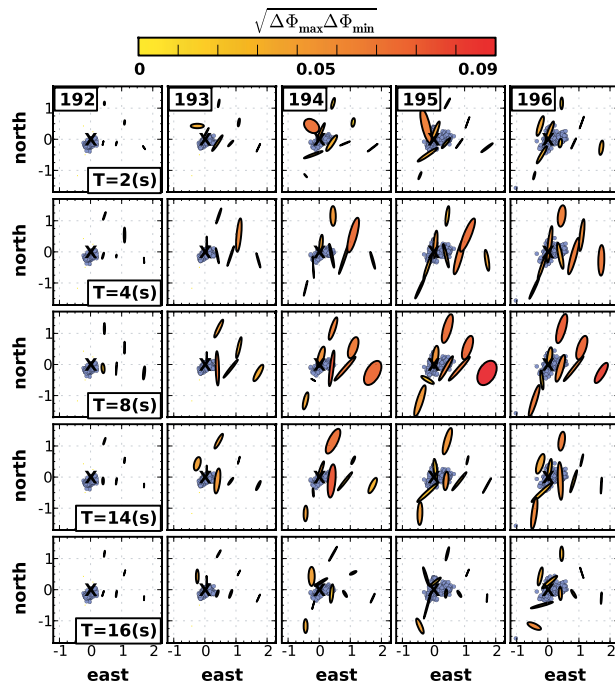 √ΔΦmaxΔΦmin
0 0.05 0.09
192 193 194 195 196
north
1
0
-1
T=2(s)
north
1
0
-1
T=4(s)
north
1
0
-1
T=8(s)
north
1
0
-1
T=14(s)
north
1
0
-1
T=16(s)
-1 0 1 2 -1 0 1 2 -1 0 1 2 -1 0 1 2 -1 0 1 2
east east east east east
X X X X X
X X X X X
X X X X X
X X X X X
X X X X X